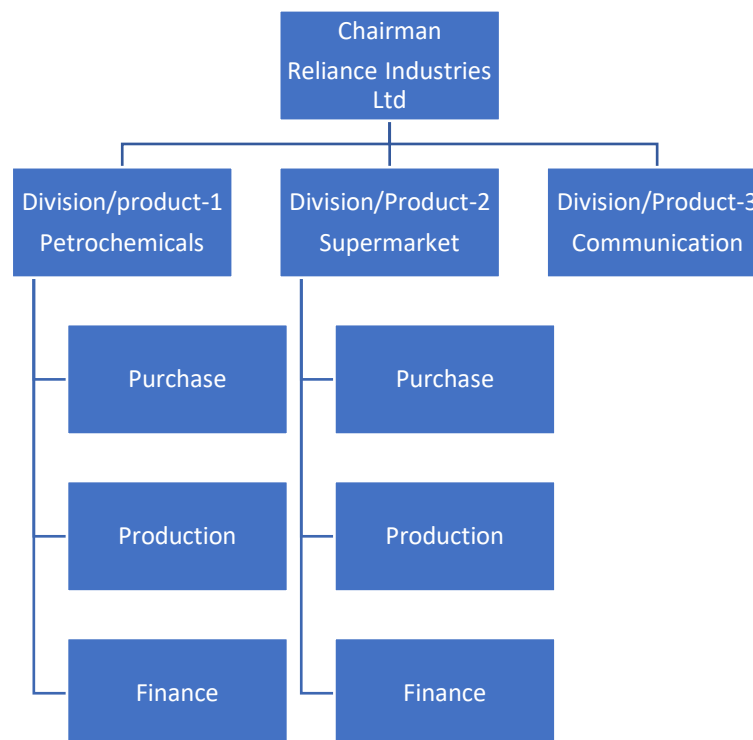 Chairman
Reliance Industries
Ltd
Division/product-1
Petrochemicals
Division/Product-2
Supermarket
Division/Product-3
Communication
Purchase
Purchase
Production
Production
Finance
Finance